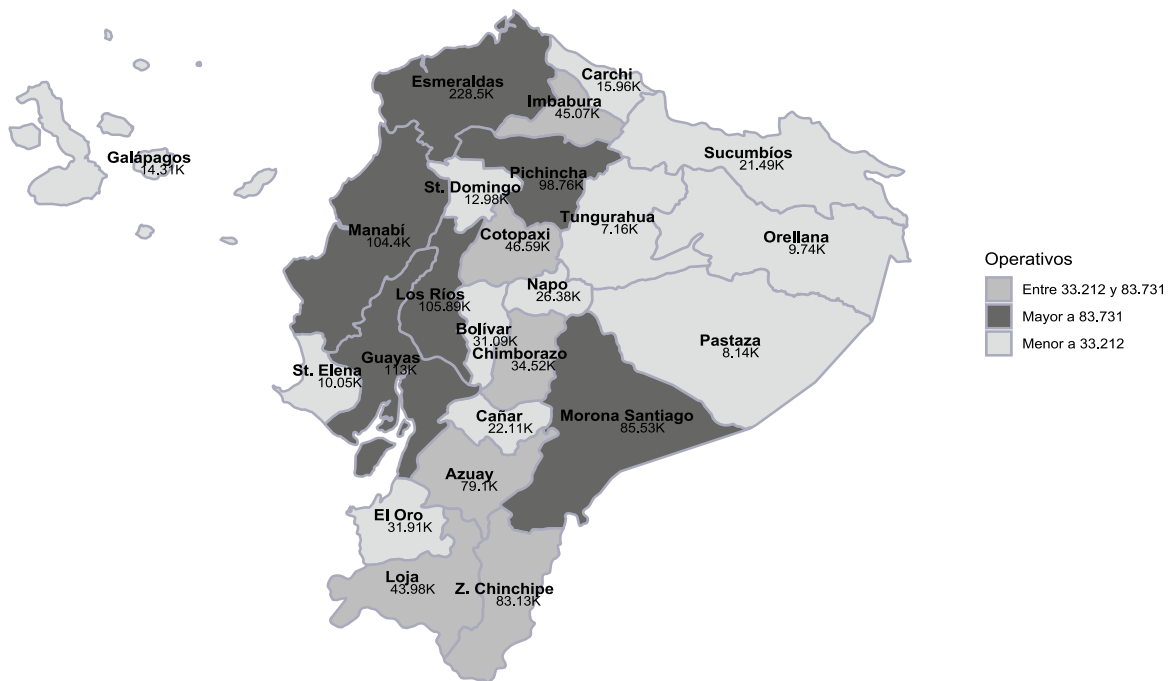 Carchi
15.96K
Esmeraldas
228.5K
Imbabura
45.07K
Galápagos
14.31K
Sucumbíos
21.49K
Pichincha
98.76K
St. Domingo
12.98K
Tungurahua
7.16K
Manabí
104.4K
Cotopaxi
46.59K
Orellana
9.74K
Operativos
Entre 33.212 y 83.731
Mayor a 83.731
Menor a 33.212
Napo
26.38K
Los Ríos
105.89K
Bolívar
31.09K
Pastaza
8.14K
Chimborazo
34.52K
Guayas
113K
St. Elena
10.05K
Cañar
22.11K
Morona Santiago
85.53K
Azuay
79.1K
El Oro
31.91K
Loja
43.98K
Z. Chinchipe
83.13K